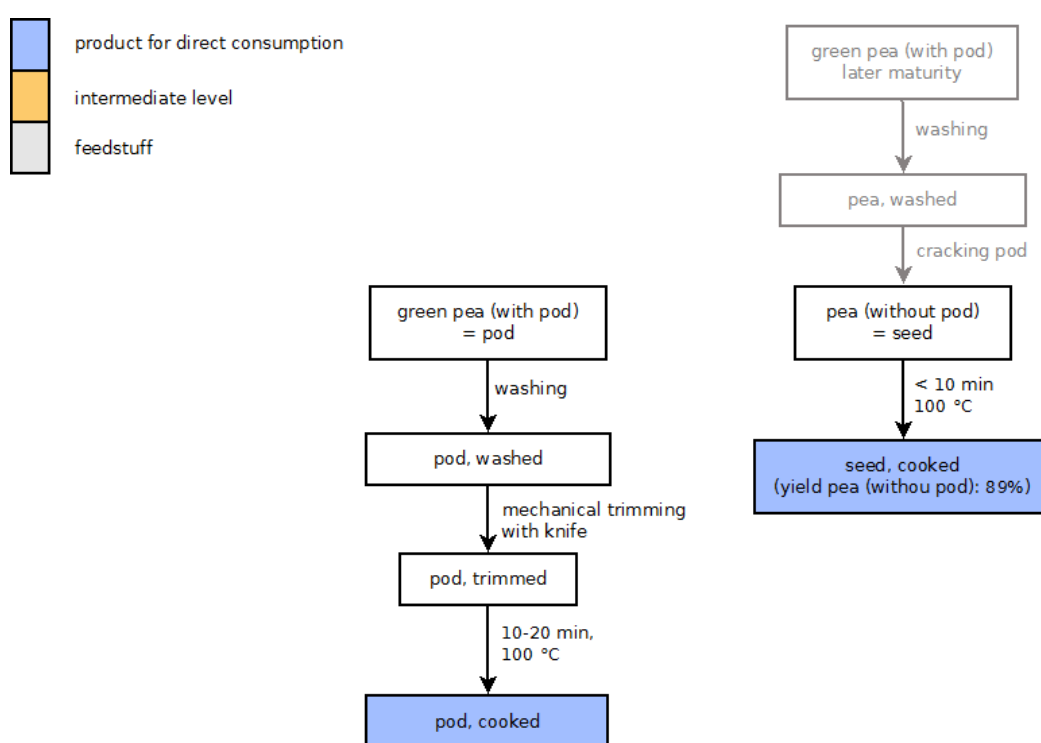 product for direct consumption
intermediate level
feedstuff
green pea (with pod)
later maturity
washing
pea, washed
cracking pod
pea (without pod)
= seed
< 10 min
100 °C
seed, cooked
(yield pea (withou pod): 89%)
green pea (with pod)
= pod
washing
pod, washed
mechanical trimming
with knife
pod, trimmed
10-20 min,
100 °C
pod, cooked